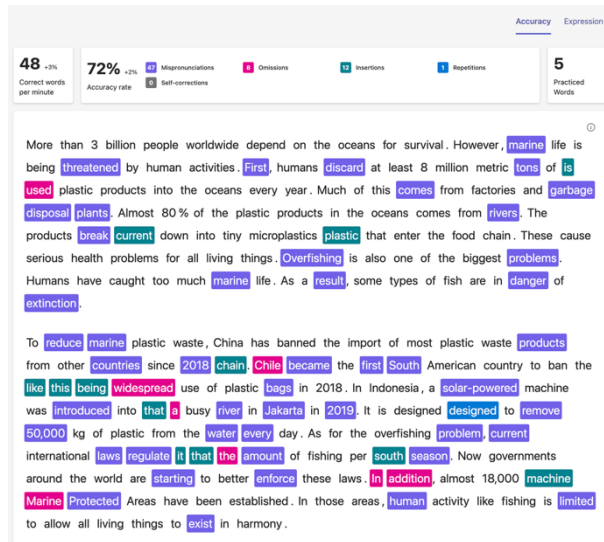 Accuracy Expression
48 +3%
Correct words
per minute
72% +2%
Accuracy rate
47 Mispronunciations
8 Omissions
12 Insertions
1 Repetitions
0 Self-corrections
5
Practiced
Words
More than 3 billion people worldwide depend on the oceans for survival. However, marine life is
being threatened by human activities. First, humans discard at least 8 million metric tons of is
used plastic products into the oceans every year. Much of this comes from factories and garbage
disposal plants. Almost 80% of the plastic products in the oceans comes from rivers. The
products break current down into tiny microplastics plastic that enter the food chain. These cause
serious health problems for all living things. Overfishing is also one of the biggest problems.
Humans have caught too much marine life. As a result, some types of fish are in danger of
extinction.
To reduce marine plastic waste, China has banned the import of most plastic waste products
from other countries since 2018 chain. Chile became the first South American country to ban the
like this being widespread use of plastic bags in 2018. In Indonesia, a solar-powered machine
was introduced into that a busy river in Jakarta in 2019. It is designed designed to remove
50,000 kg of plastic from the water every day. As for the overfishing problem, current
international laws regulate it that the amount of fishing per south season. Now governments
around the world are starting to better enforce these laws. In addition, almost 18,000 machine
Marine Protected Areas have been established. In those areas, human activity like fishing is limited
to allow all living things to exist in harmony.